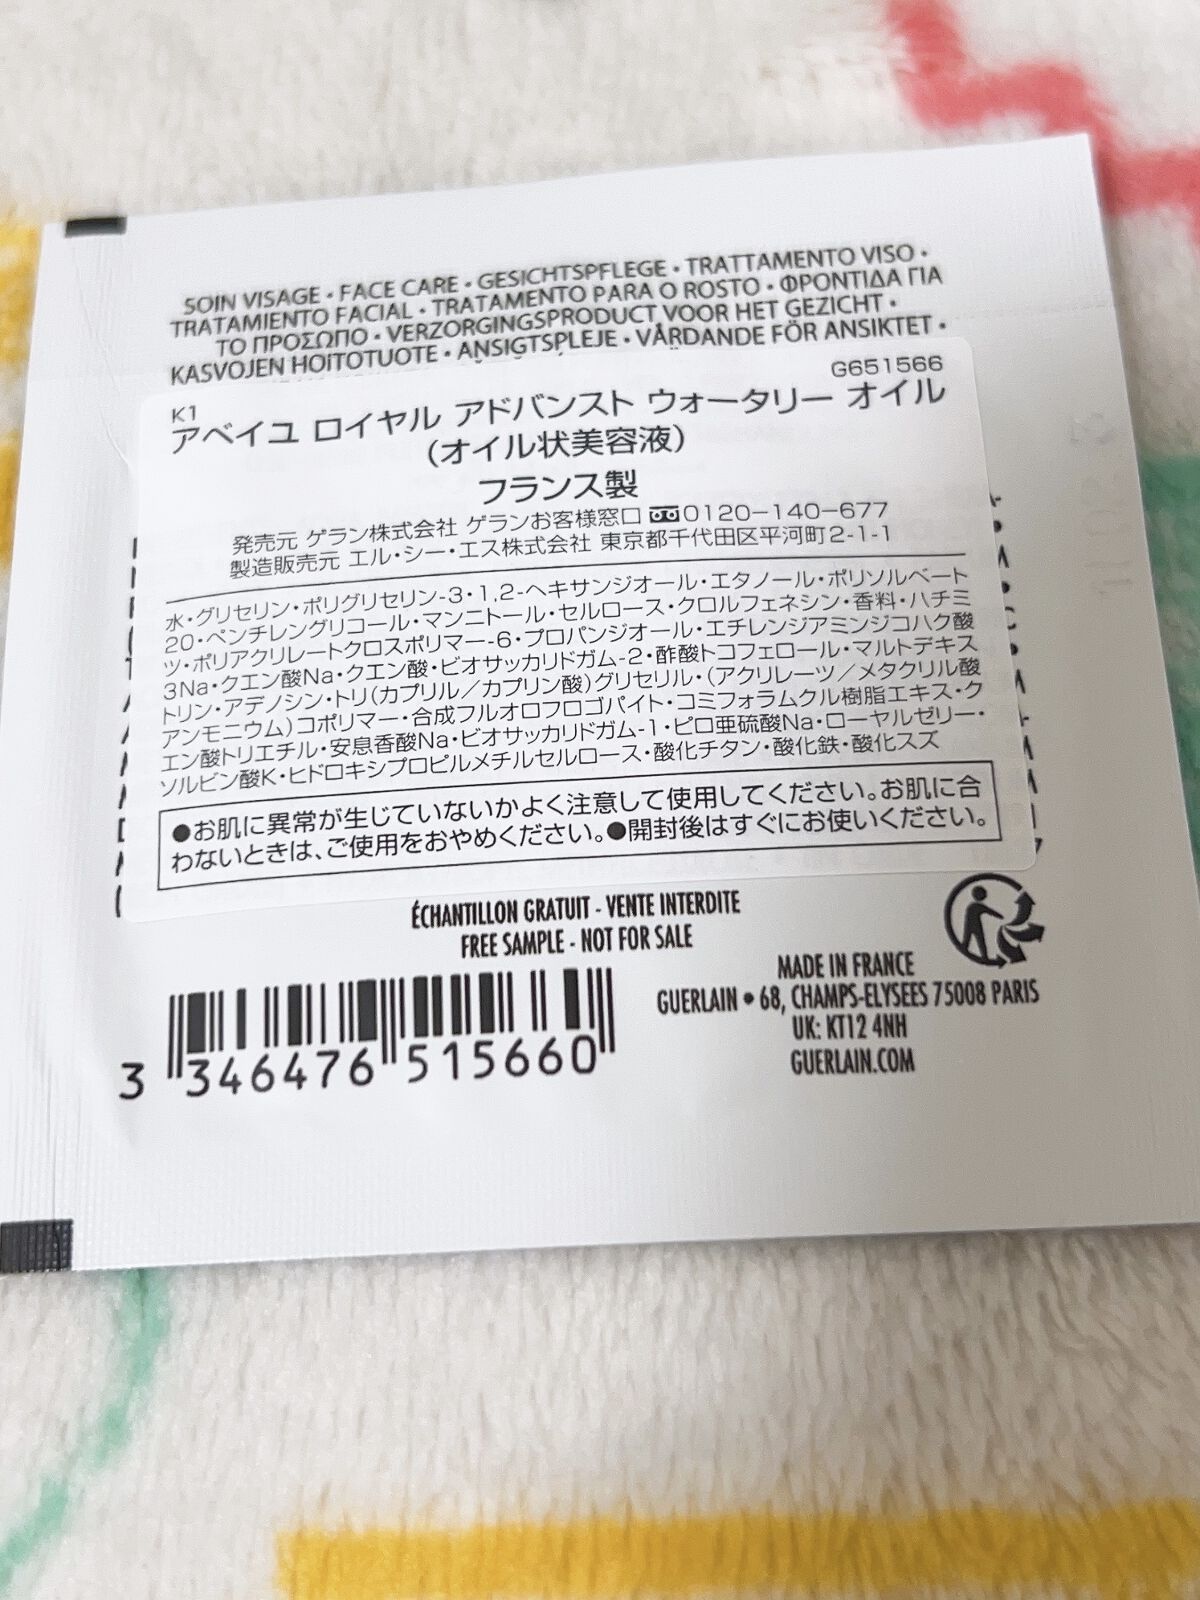 SOIN VISAGE • FACE CARE • GESICHTSPFLEGE • TRATTAMENTO VISO •
TRATAMIENTO FACIAL • TRATAMENTO PARA O ROSTO • ΦΡΟΝΤΙΔΑ ΓΙΑ
ΤΟ ΠΡΟΣΩΠΟ • VERZORGINGSPRODUCT VOOR HET GEZICHT •
KASVOJEN HOITOTUOTE • ANSIGTSPLEJE • VÅRDANDE FÖR ANSIKTET •
G651566
K1
アベイユ ロイヤル アドバンスト ウォータリー オイル
(オイル状美容液)
フランス製
発売元 ゲラン株式会社 ゲランお客様窓口 0120-140-677
製造販売元 エル・シー・エス株式会社 東京都千代田区平河町2-1-1
水・グリセリン・ポリグリセリン-3・1,2-ヘキサンジオール・エタノール・ポリソルベート
20・ペンチレングリコール・マンニトール・セルロース・クロルフェネシン・香料・ハチミ
ツ・ポリアクリレートクロスポリマー-6・プロパンジオール・エチレンジアミンジコハク酸
3Na・クエン酸Na・クエン酸・ビオサッカリドガム-2・酢酸トコフェロール・マルトデキス
トリン・アデノシン・トリ(カプリル/カプリン酸)グリセリル・(アクリレーツ/メタクリル酸
アンモニウム)コポリマー・合成フルオロフロゴパイト・コミフォラムクル樹脂エキス・ク
エン酸トリエチル・安息香酸Na・ビオサッカリドガム-1・ピロ亜硫酸Na・ローヤルゼリー・
ソルビン酸K・ヒドロキシプロピルメチルセルロース・酸化チタン・酸化鉄・酸化スズ
●お肌に異常が生じていないかよく注意して使用してください。お肌に合
わないときは、ご使用をおやめください。●開封後はすぐにお使いください。
ÉCHANTILLON GRATUIT - VENTE INTERDITE
FREE SAMPLE - NOT FOR SALE
MADE IN FRANCE
GUERLAIN • 68, CHAMPS-ELYSEES 75008 PARIS
UK: KT12 4NH
GUERLAIN.COM
3 346476 515660